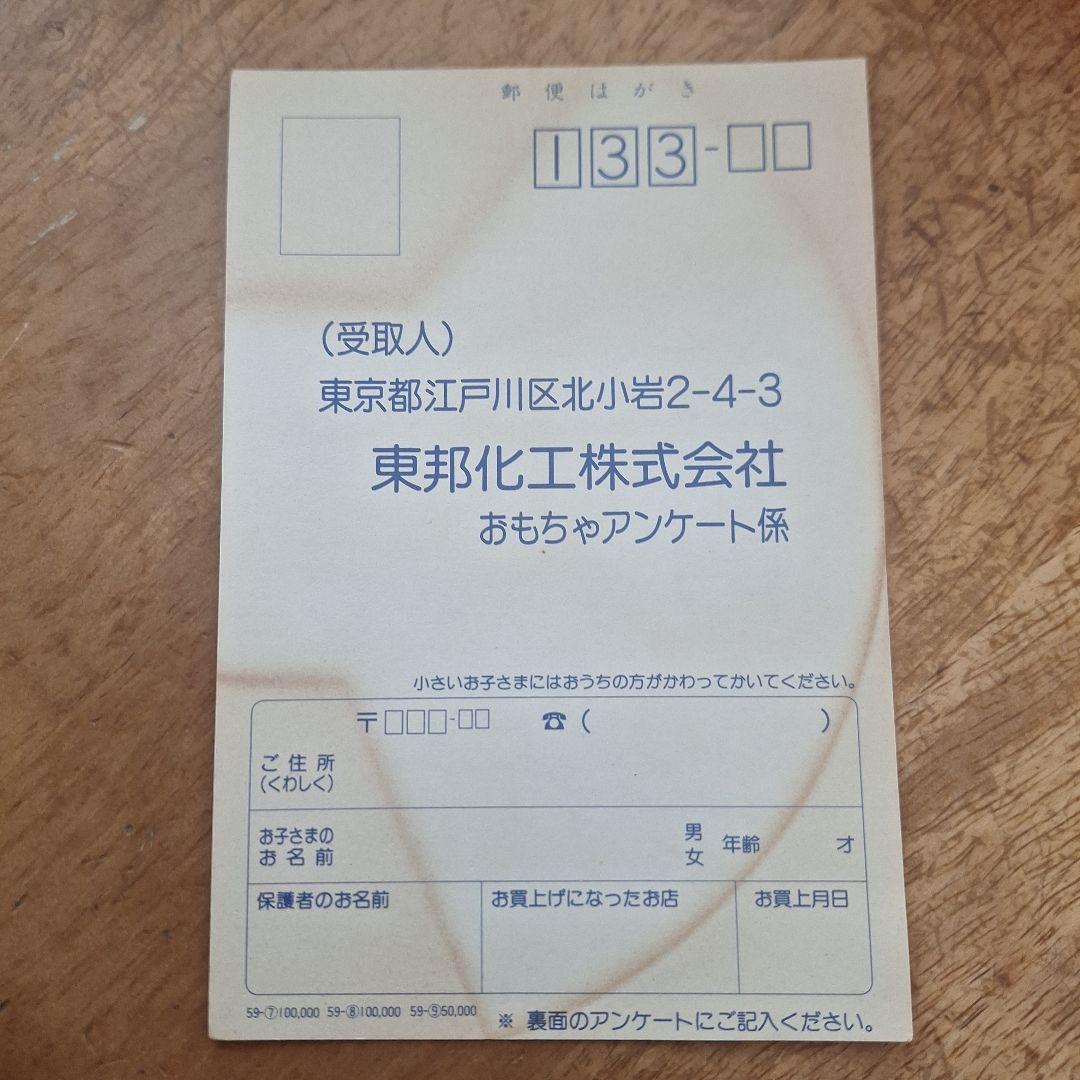 郵便はがき
133-□□
(受取人)
東京都江戸川区北小岩2-4-3
東邦化工株式会社
おもちゃアンケート係
小さいお子さまにはおうちの方がかわってかいてください。
〒□□□-□□ ☎( )
ご住所
(くわしく)
お子さまの
お名前
男
女
年齢 才
保護者のお名前 お買上げになったお店 お買上月日
59-⑦100,000 59-⑧100,000 59-⑨50,000
※ 裏面のアンケートにご記入ください。